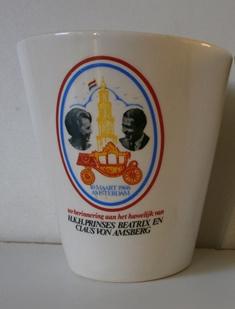 10 MAART 1966
AMSTERDAM
ter herinnering aan het huwelijk van
H.K.H. PRINSES BEATRIX EN
CLAUS VON AMSBERG